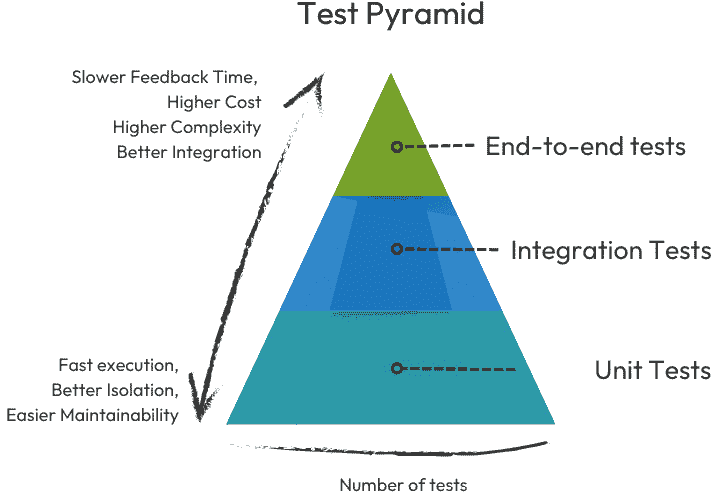 Test Pyramid
Slower Feedback Time,
Higher Cost
Higher Complexity
Better Integration
End-to-end tests
Integration Tests
Fast execution,
Better Isolation,
Easier Maintainability
Unit Tests
Number of tests